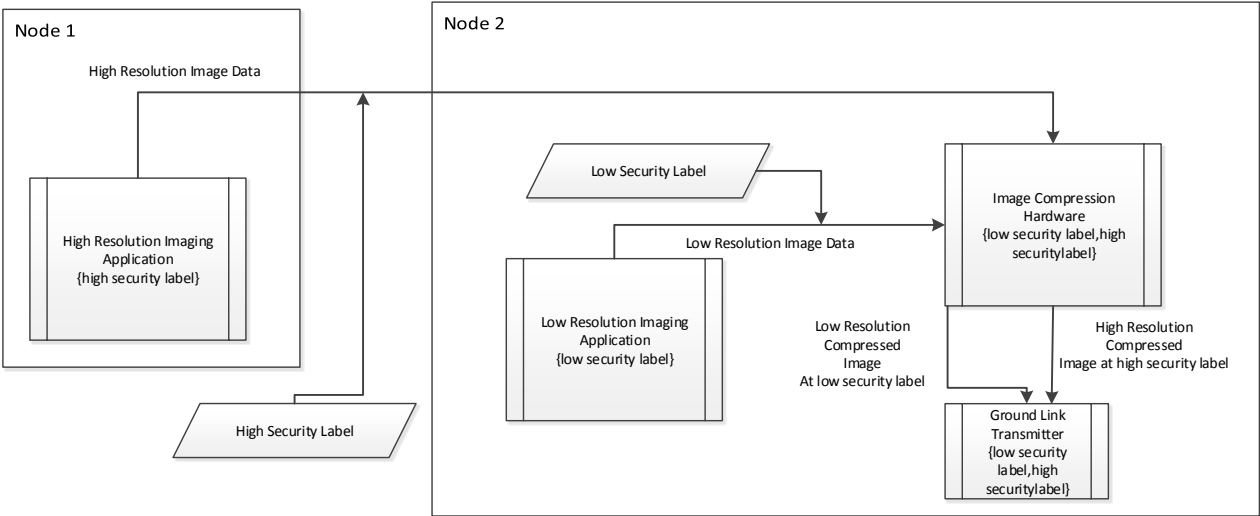 Node 1
Node 2
High Resolution Image Data
High Resolution Imaging
Application
{high security label}
High Security Label
Low Security Label
Low Resolution Image Data
Low Resolution Imaging
Application
{low security label}
Image Compression
Hardware
{low security label,high
securitylabel}
Low Resolution
Compressed
Image
At low security label
High Resolution
Compressed
Image at high security label
Ground Link
Transmitter
{low security
label,high
securitylabel}